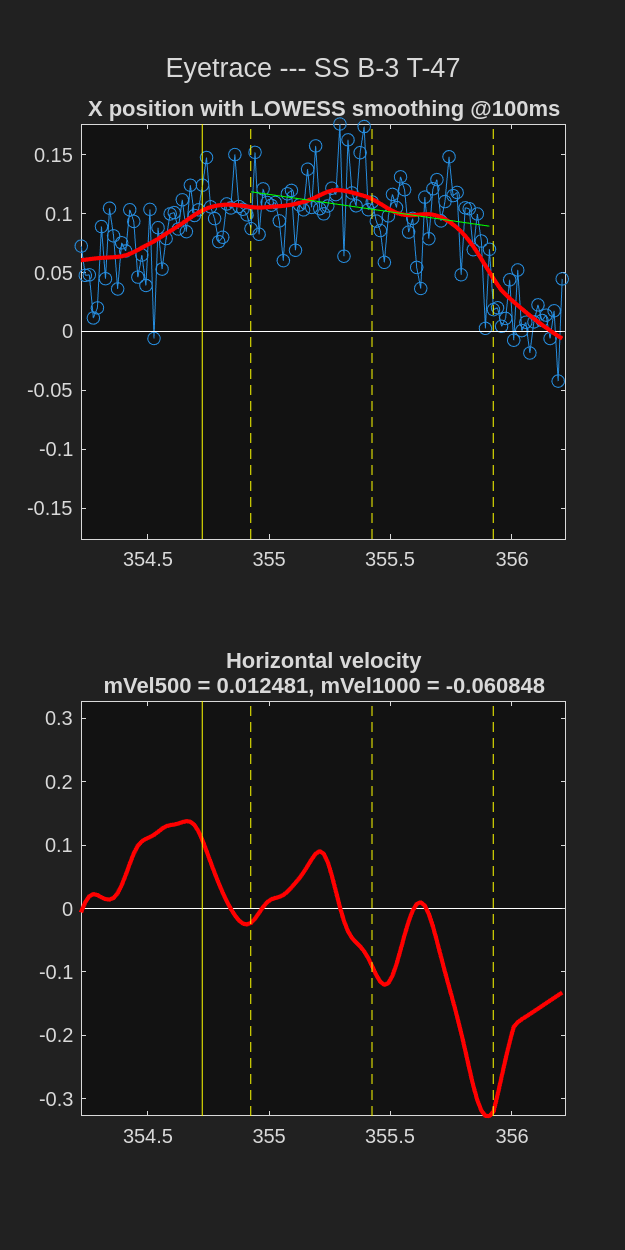 Eyetrace --- SS B-3 T-47
X position with LOWESS smoothing @100ms
0.15
0.1
0.05
0
-0.05
-0.1
-0.15
354.5 355 355.5 356
Horizontal velocity
mVel500 = 0.012481, mVel1000 = -0.060848
0.3
0.2
0.1
0
-0.1
-0.2
-0.3
354.5 355 355.5 356